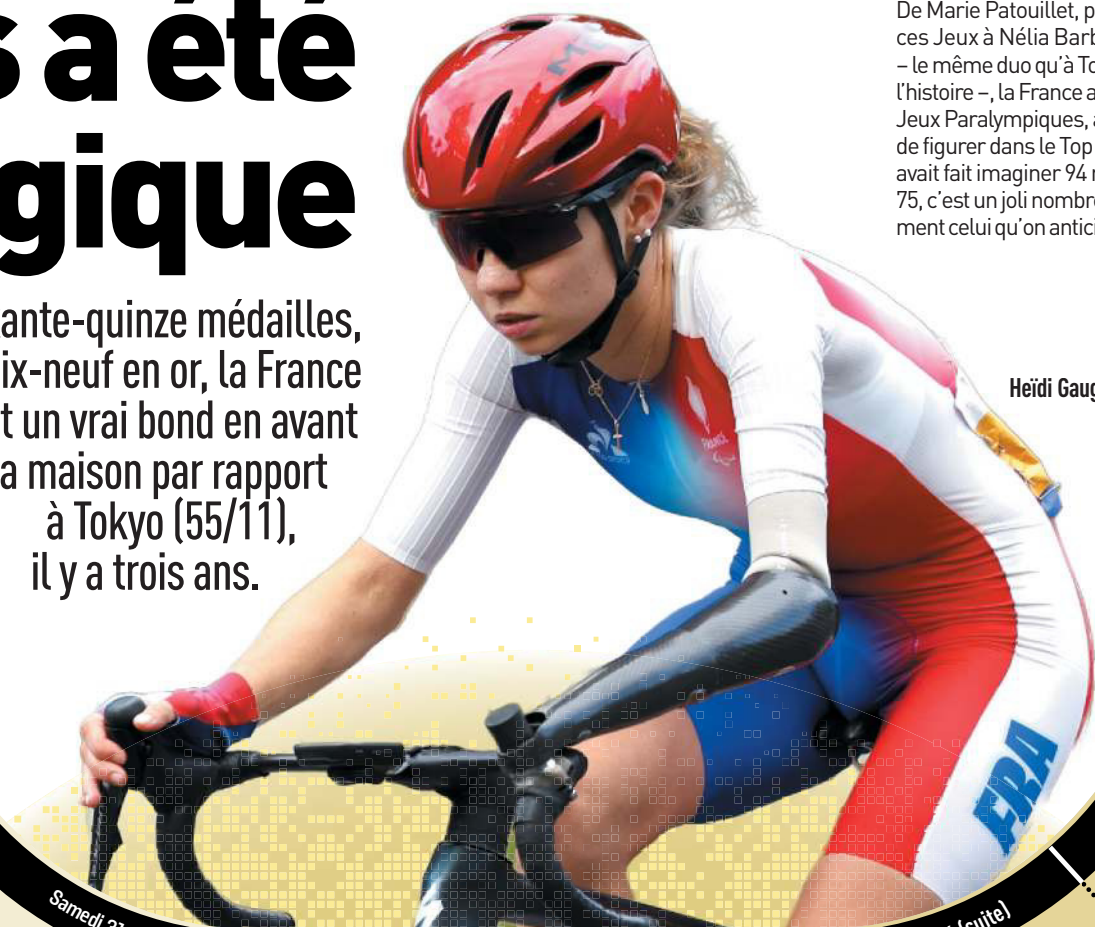 s a été
gique
ante-quinze médailles,
ix-neuf en or, la France
t un vrai bond en avant
a maison par rapport
à Tokyo (55/11),
il y a trois ans.
De Marie Patouillet, p
ces Jeux à Nélia Barb
– le même duo qu’à To
l’histoire –, la France a
Jeux Paralympiques, a
de figurer dans le Top
avait fait imaginer 94 
75, c’est un joli nombre
ment celui qu’on antici
Heïdi Gaug
FRANCE
FRA
Samedi 31
(suite)